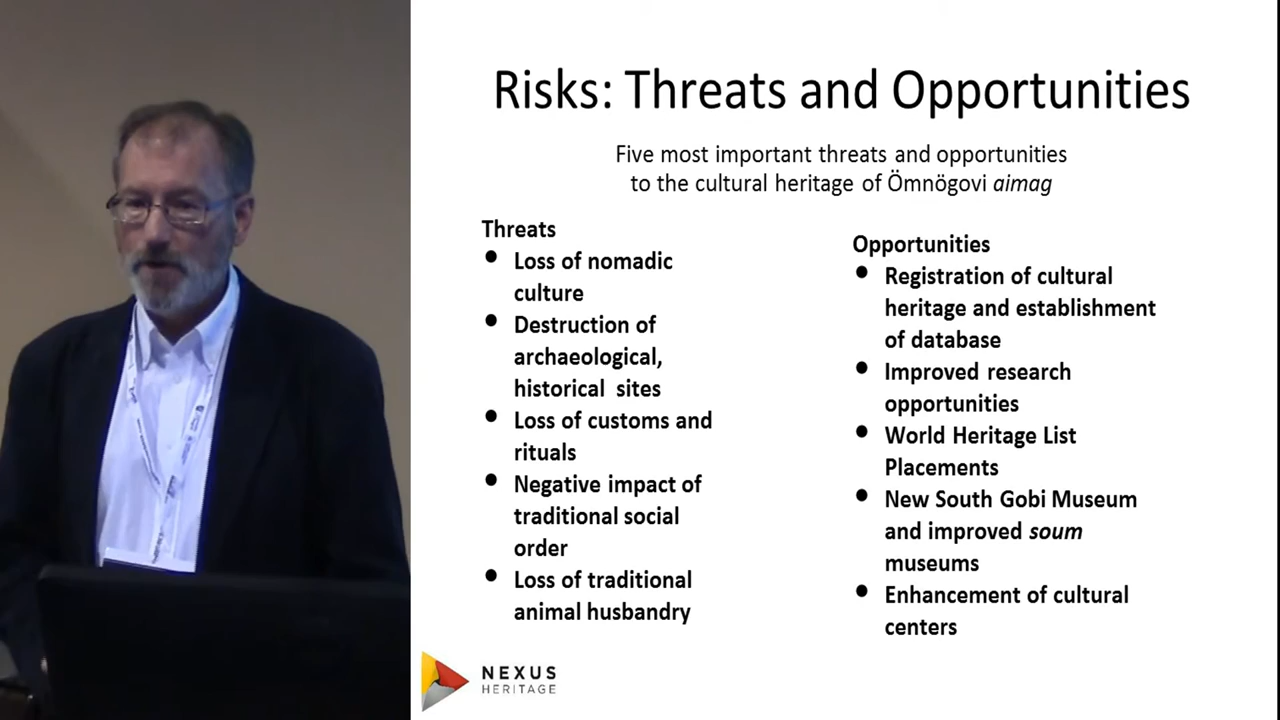 Risks: Threats and Opportunities
Five most important threats and opportunities
to the cultural heritage of Ömnögovi aimag
Threats
• Loss of nomadic
culture
• Destruction of
archaeological,
historical sites
• Loss of customs and
rituals
• Negative impact of
traditional social
order
• Loss of traditional
animal husbandry
Opportunities
• Registration of cultural
heritage and establishment
of database
• Improved research
opportunities
• World Heritage List
Placements
• New South Gobi Museum
and improved soum
museums
• Enhancement of cultural
centers
NEXUS
HERITAGE